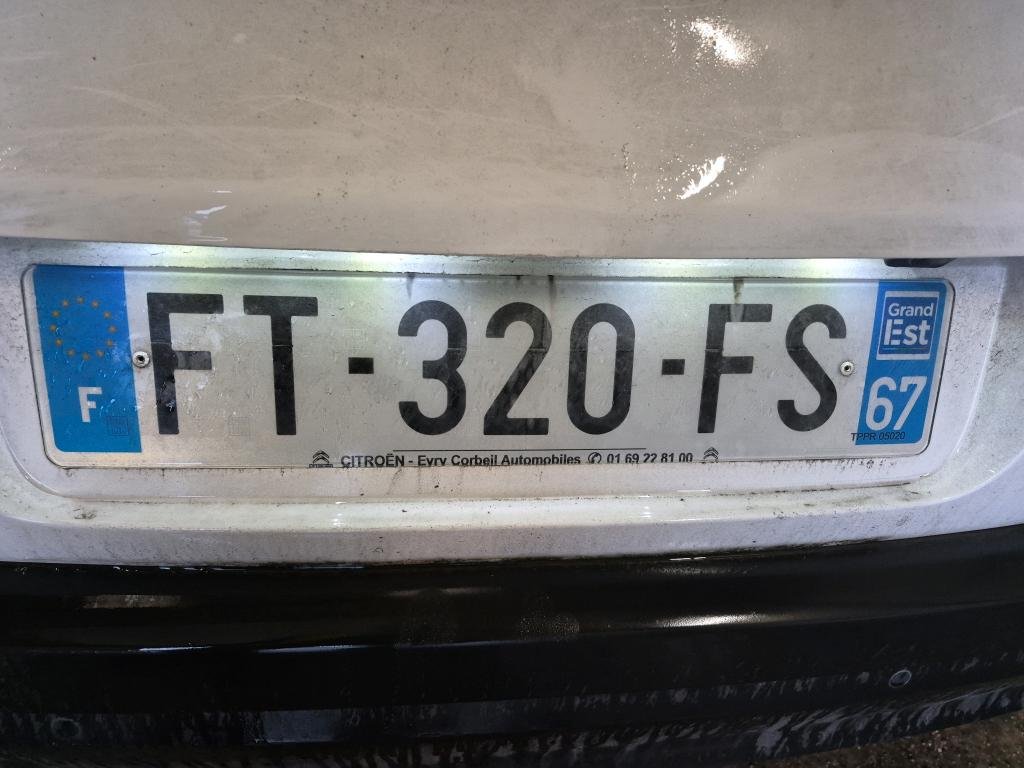 F
FT-320-FS
Grand
Est
67
TPPR 05020
CITROËN - Evry Corbeil Automobiles ✆ 01 69 22 81 00